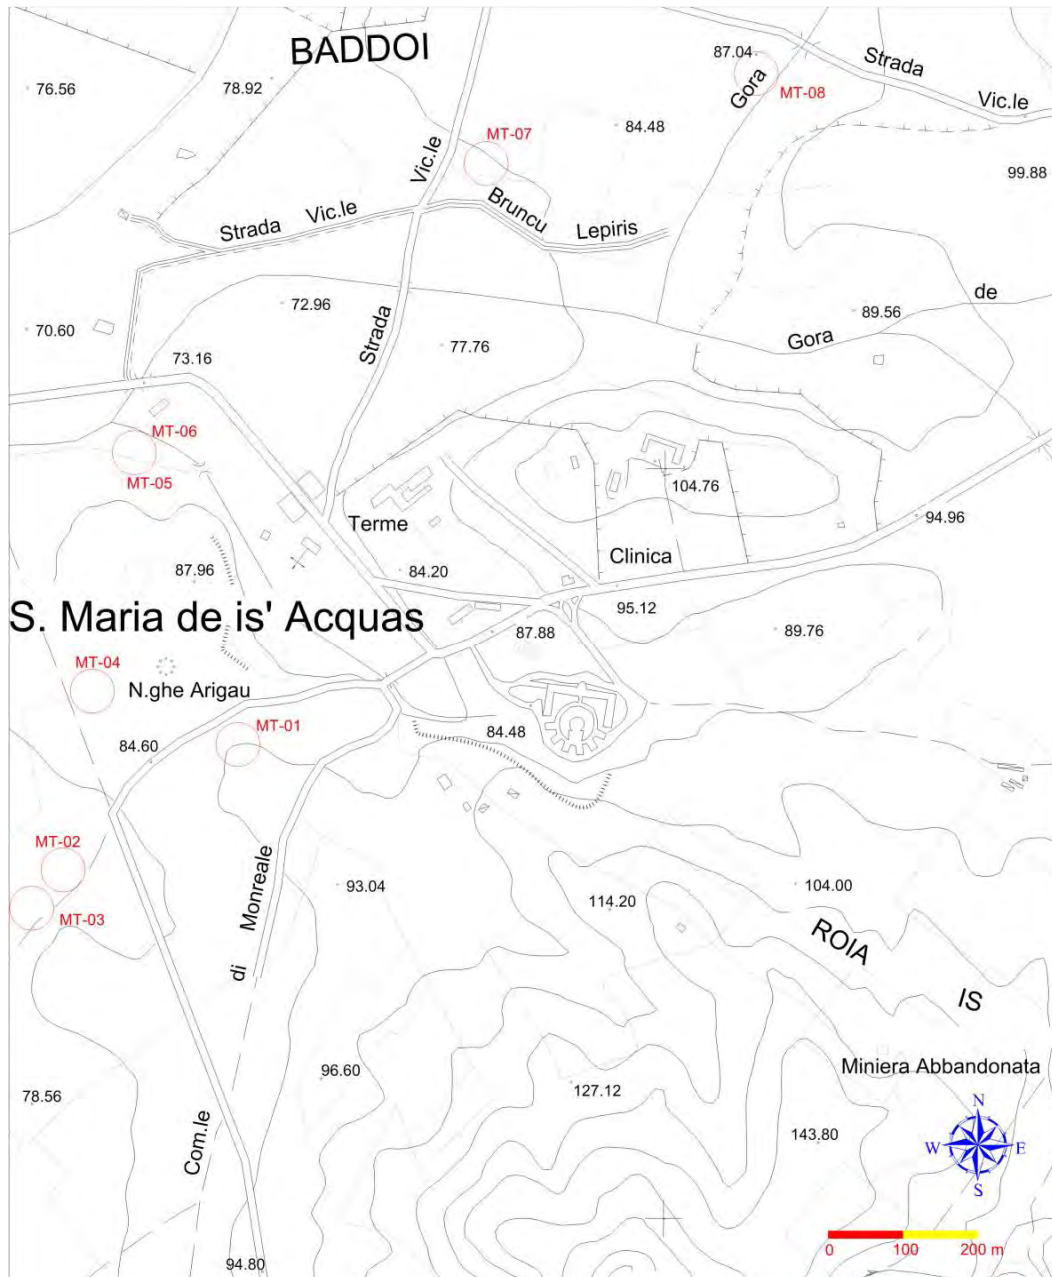 BADDOI
87.04
Strada
76.56
78.92
Gora
MT-08
Vic.le
84.48
MT-07
Vic.le
99.88
Bruncu
Strada Vic.le
Lepiris
de
72.96
89.56
70.60
Strada
Gora
77.76
73.16
MT-06
MT-05
104.76
Terme
94.96
Clinica
87.96
84.20
95.12
S. Maria de is' Acquas
87.88
89.76
MT-04
N.ghe Arigau
MT-01
84.48
84.60
MT-02
93.04
104.00
Monreale
114.20
MT-03
ROIA
di
IS
96.60
Miniera Abbandonata
78.56
127.12
N
Com.le
143.80
W E
S
0 100 200 m
94.80